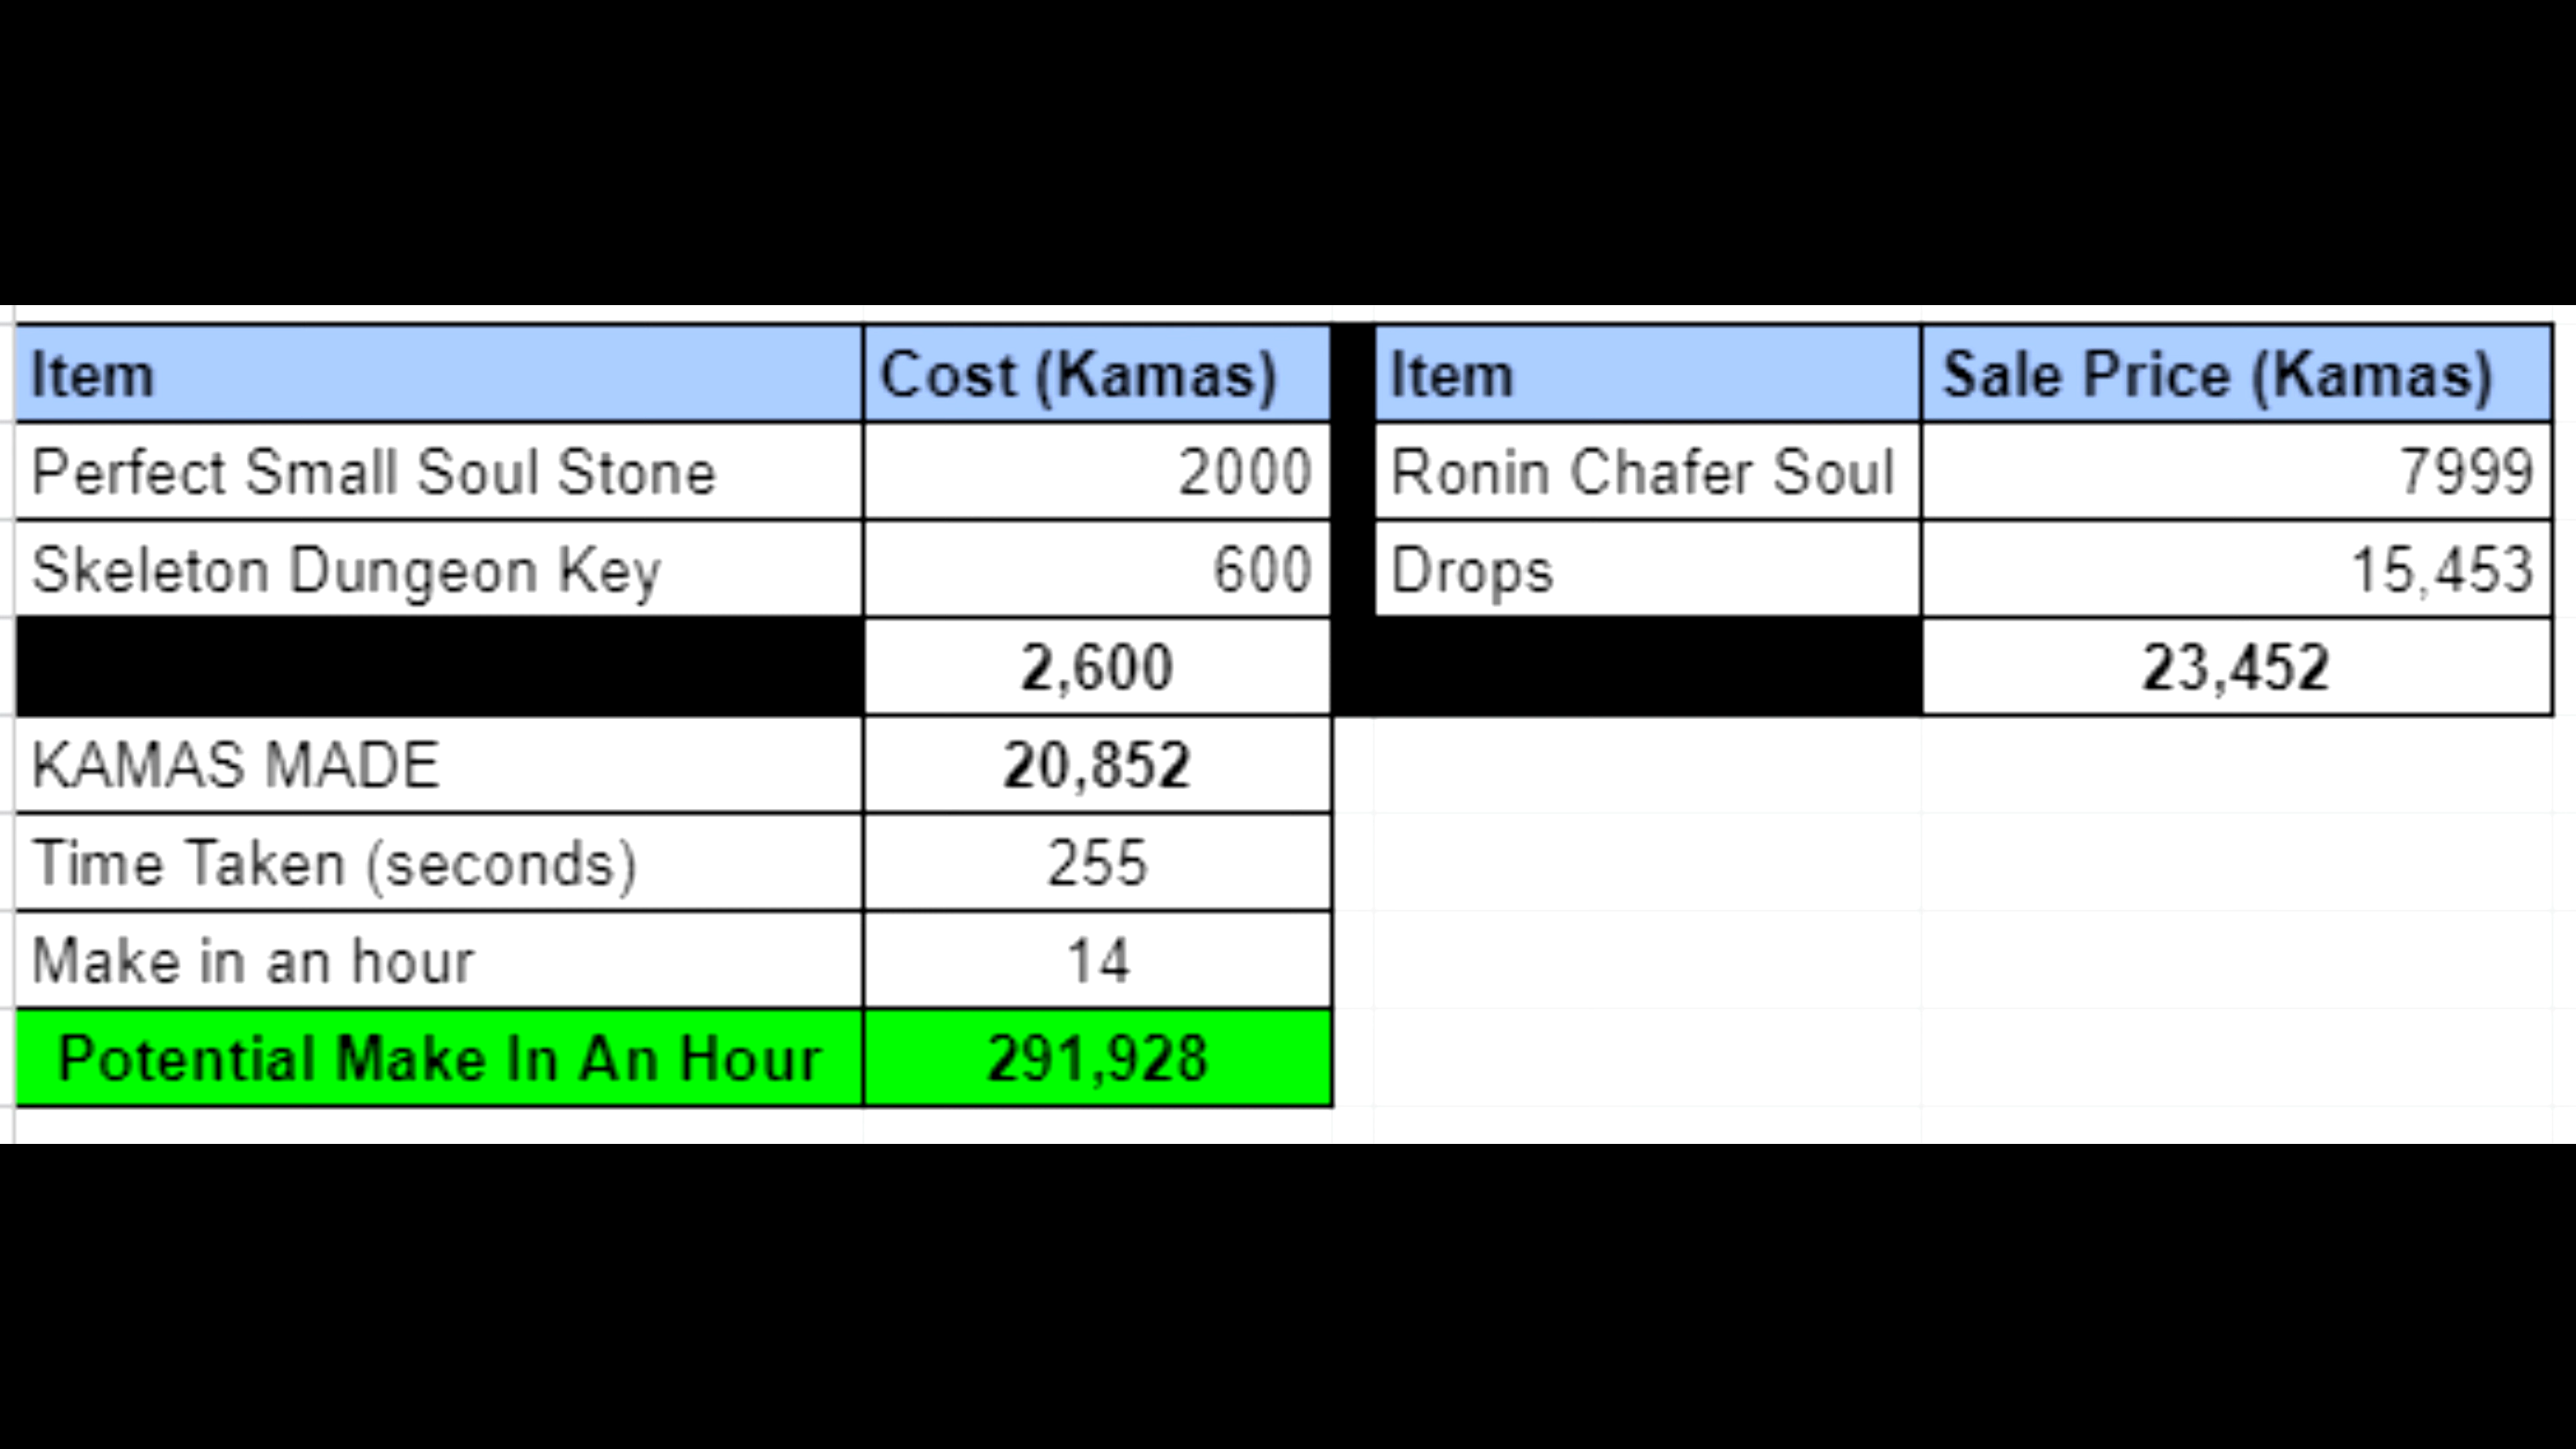 Item Cost (Kamas) Item Sale Price (Kamas)
Perfect Small Soul Stone 2000 Ronin Chafer Soul 7999
Skeleton Dungeon Key 600 Drops 15,453
2,600 23,452
KAMAS MADE 20,852
Time Taken (seconds) 255
Make in an hour 14
Potential Make In An Hour 291,928